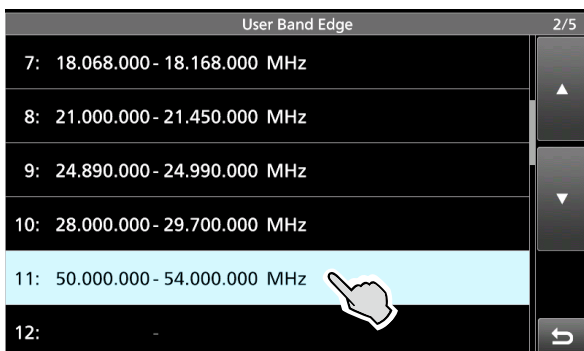 User Band Edge 2/5
7: 18.068.000 - 18.168.000 MHz
8: 21.000.000 - 21.450.000 MHz
9: 24.890.000 - 24.990.000 MHz
10: 28.000.000 - 29.700.000 MHz
11: 50.000.000 - 54.000.000 MHz
12: -